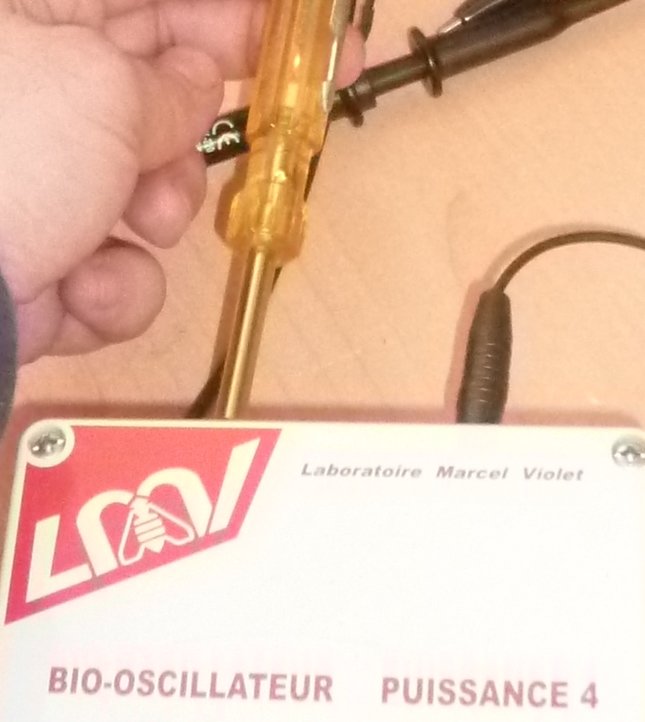 Laboratoire Marcel Violet
LMV
BIO-OSCILLATEUR PUISSANCE 4